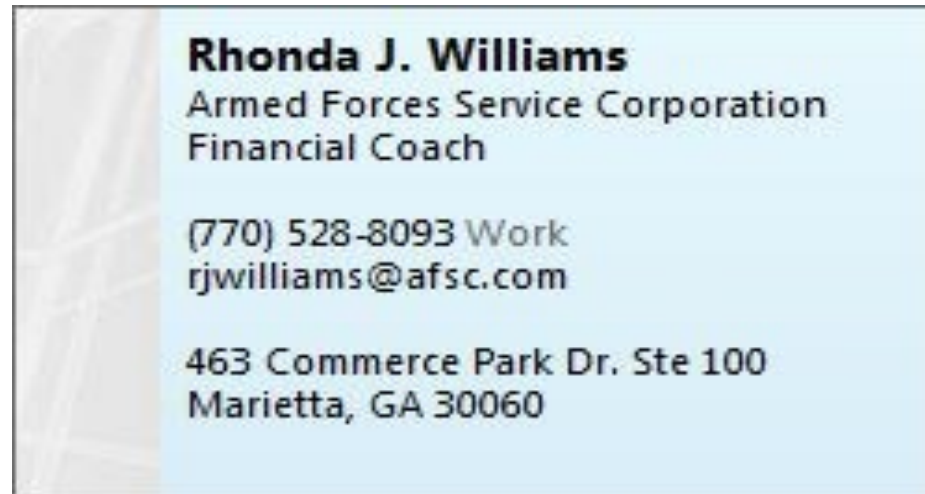 Rhonda J. Williams
Armed Forces Service Corporation
Financial Coach
(770) 528-8093 Work
rjwilliams@afsc.com
463 Commerce Park Dr. Ste 100
Marietta, GA 30060